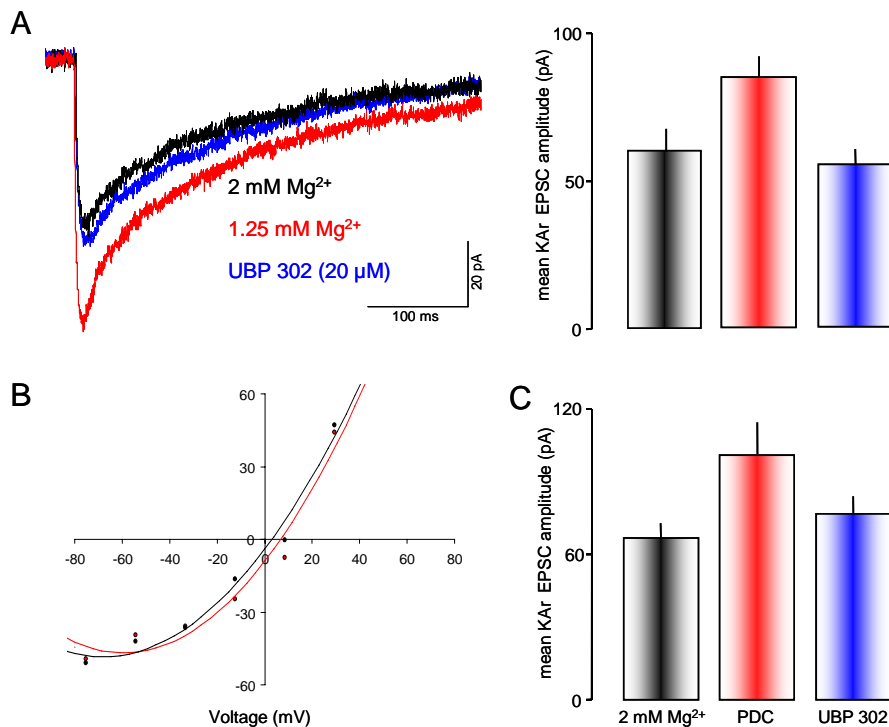 A
2 mM Mg²⁺
1.25 mM Mg²⁺
UBP 302 (20 µM)
20 pA
100 ms
mean KAr EPSC amplitude (pA)
100
50
0
B
60
30
0
-30
-60
-80
-60
-40
-20
0
20
40
60
80
Voltage (mV)
C
mean KAr EPSC amplitude (pA)
120
60
0
2 mM Mg²⁺
PDC
UBP 302